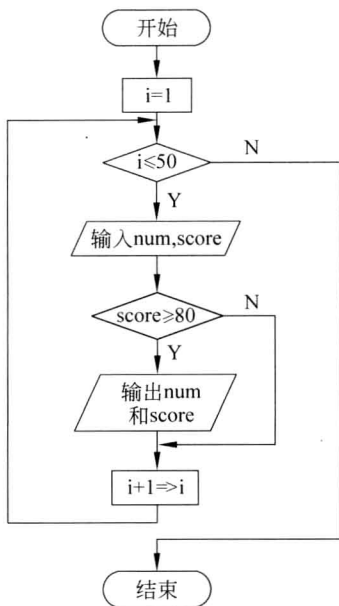 开始
i=1
i≤50
N
Y
输入num,score
score≥80
N
Y
输出num
和score
i+1=>i
结束